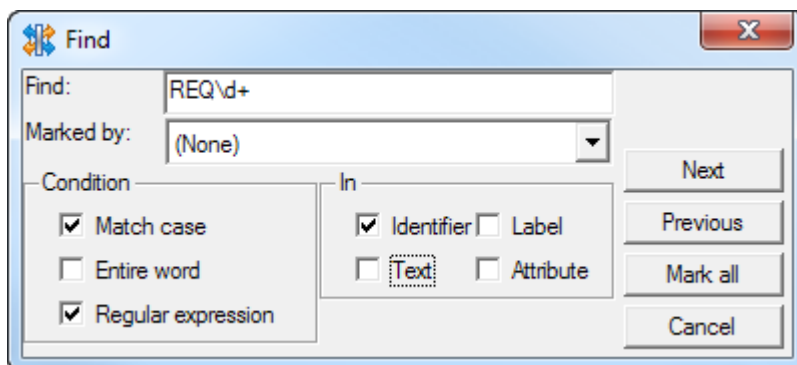 Find
Find: REQ\d+
Marked by: (None)
Condition
Match case
Entire word
Regular expression
In
Identifier Label
Text Attribute
Next
Previous
Mark all
Cancel